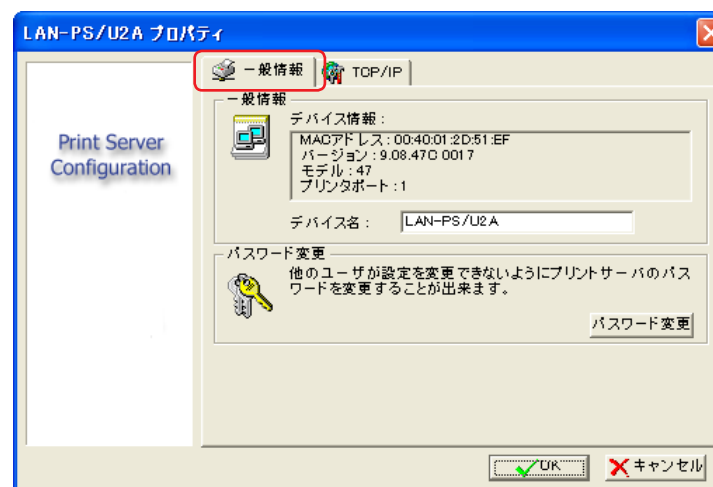 LAN-PS/U2A プロパティ
一般情報
TCP/IP
Print Server
Configuration
一般情報
デバイス情報：
MACアドレス：00:40:01:2D:51:EF
バージョン：9.08.47C 0017
モデル：47
プリンタポート：1
デバイス名：
LAN-PS/U2A
パスワード変更
他のユーザが設定を変更できないようにプリントサーバのパス
ワードを変更することが出来ます。
パスワード変更
OK
キャンセル